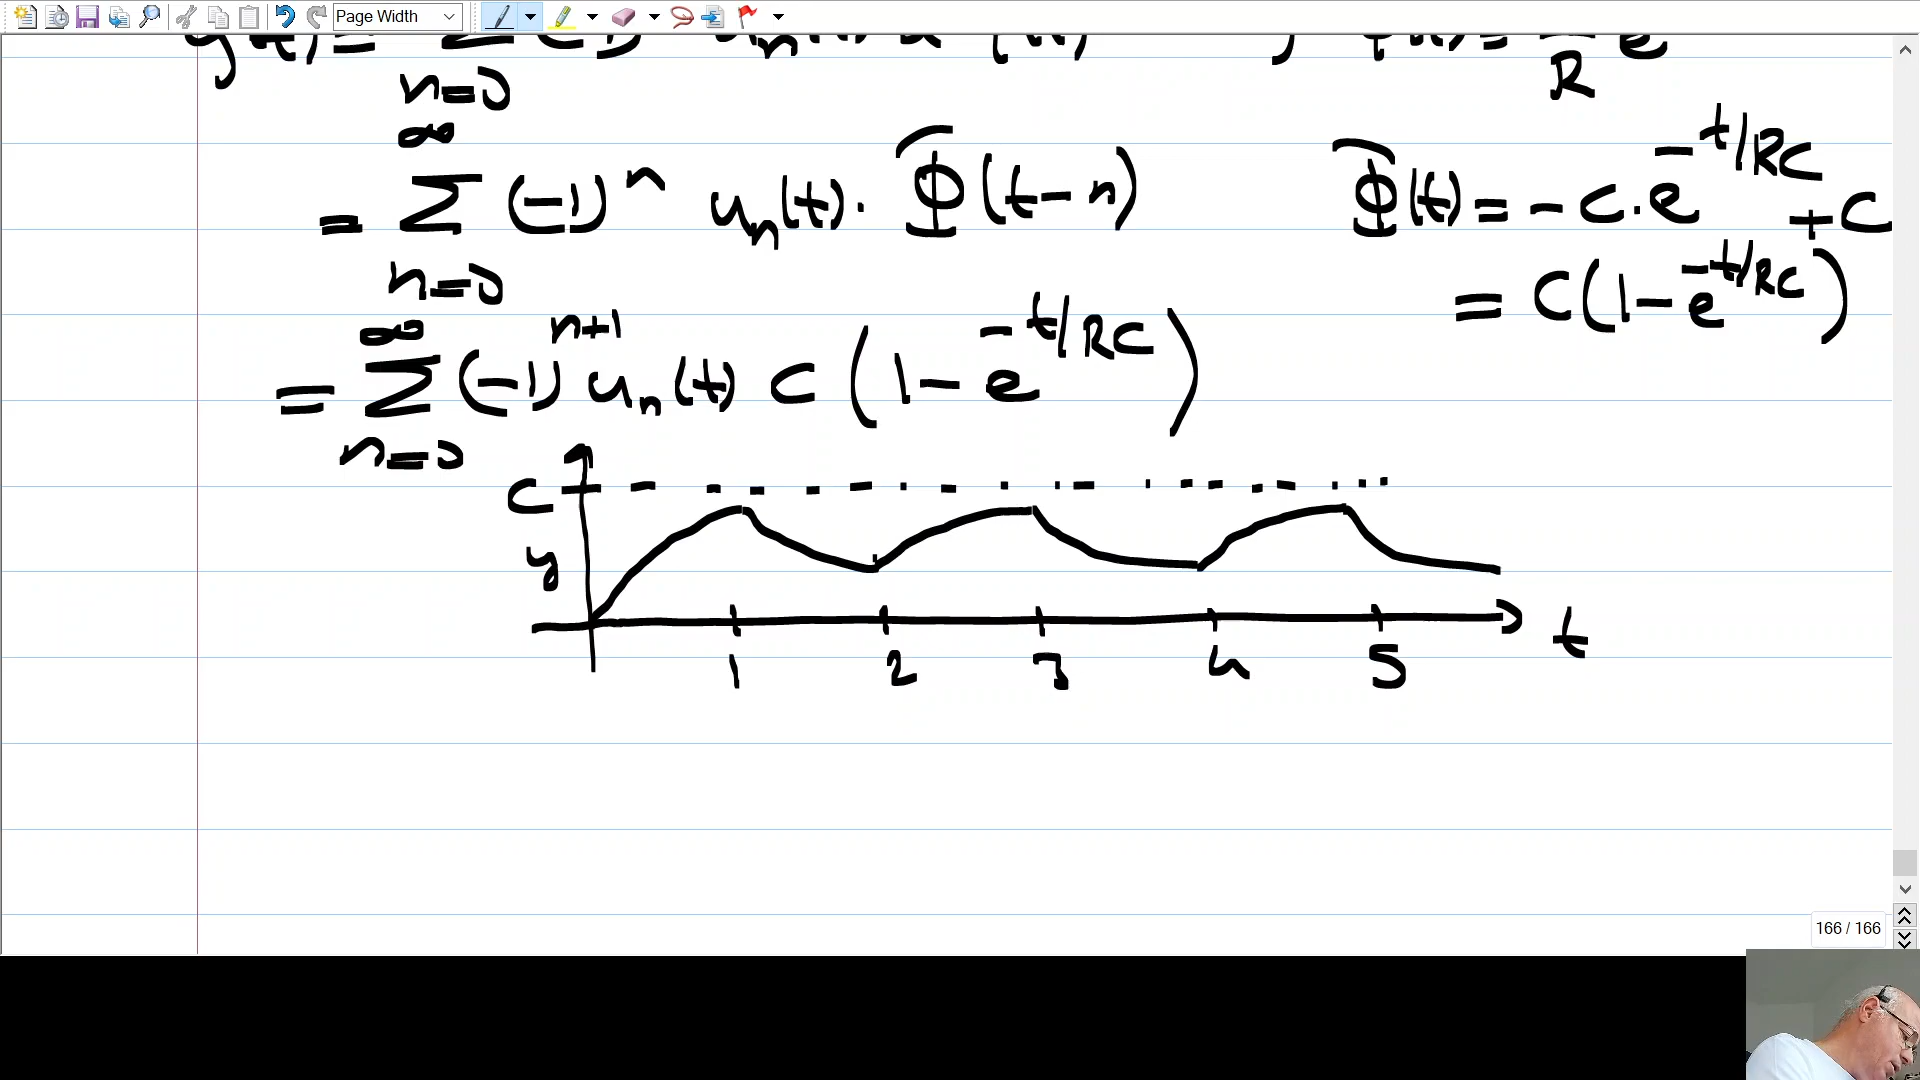 Page Width
n=0 R
∞
= Σ (-1)^n u_n(t). Φ(t-n) Φ(t) = -C.e^{-t/RC} + C
n=0 = C(1-e^{-t/RC})
∞
= Σ (-1)^{n+1} u_n(t) C (1-e^{-t/RC})
n=0
C
y
t
1 2 3 4 5
166 / 166